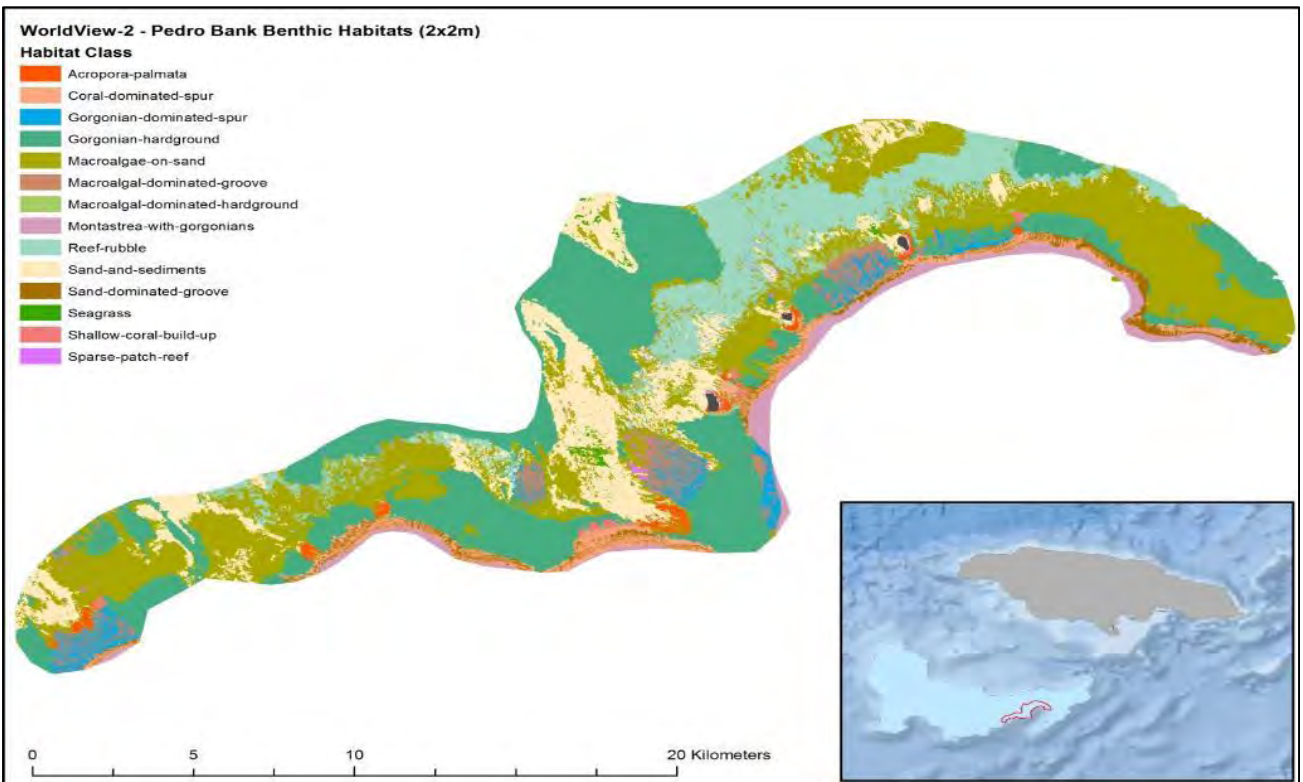 WorldView-2 - Pedro Bank Benthic Habitats (2x2m)
Habitat Class
Acropora-palmata
Coral-dominated-spur
Gorgonian-dominated-spur
Gorgonian-hardground
Macroalgae-on-sand
Macroalgal-dominated-groove
Macroalgal-dominated-hardground
Montastrea-with-gorgonians
Reef-rubble
Sand-and-sediments
Sand-dominated-groove
Seagrass
Shallow-coral-build-up
Sparse-patch-reef
0 5 10 20 Kilometers